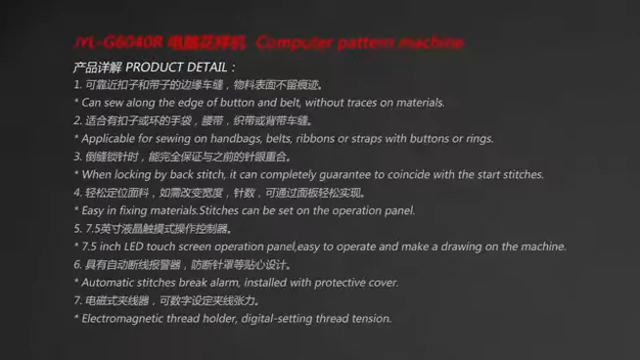 JYL-G6040R 电脑花样机 Computer pattern machine
产品详解 PRODUCT DETAIL：
1. 可靠近扣子和带子的边缘车缝，物料表面不留痕迹。
* Can sew along the edge of button and belt, without traces on materials.
2. 适合有扣子或环的手袋，腰带，织带或背带车缝。
* Applicable for sewing on handbags, belts, ribbons or straps with buttons or rings.
3. 倒缝锁针时，能完全保证与之前的针眼重合。
* When locking by back stitch, it can completely guarantee to coincide with the start stitches.
4. 轻松定位面料，如需改变宽度，针数，可通过面板轻松实现。
* Easy in fixing materials.Stitches can be set on the operation panel.
5. 7.5英寸液晶触摸式操作控制器。
* 7.5 inch LED touch screen operation panel,easy to operate and make a drawing on the machine.
6. 具有自动断线报警器，防断针罩等贴心设计。
* Automatic stitches break alarm, installed with protective cover.
7. 电磁式夹线器，可数字设定夹线张力。
* Electromagnetic thread holder, digital-setting thread tension.